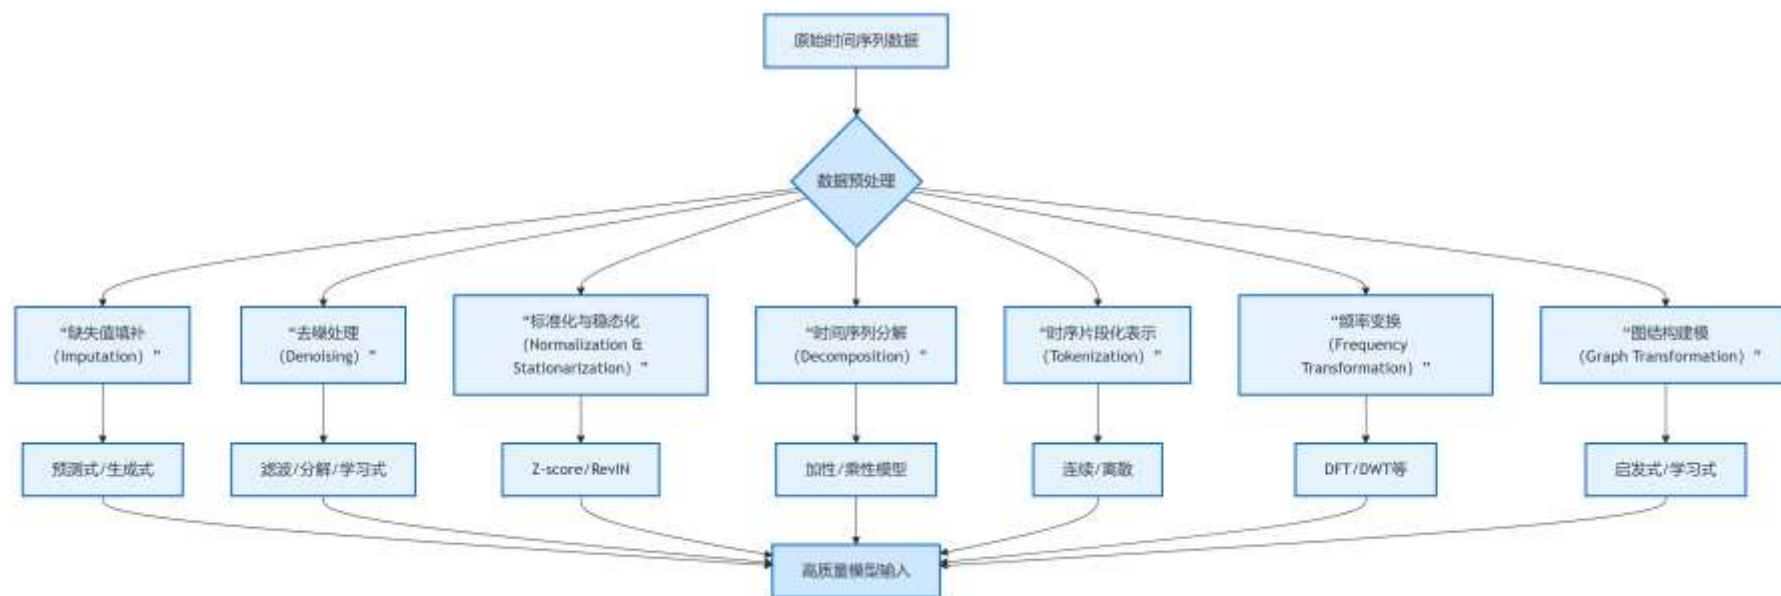 原始时间序列数据
数据预处理
“缺失值填补
(Imputation) ”
“去噪处理
(Denoising) ”
“标准化与稳态化
(Normalization &
Stationarization) ”
“时间序列分解
(Decomposition) ”
“时序片段化表示
(Tokenization) ”
“频率变换
(Frequency
Transformation) ”
“图结构建模
(Graph Transformation) ”
预测式/生成式
滤波/分解/学习式
Z-score/RevIN
加性/乘性模型
连续/离散
DFT/DWT等
启发式/学习式
高质量模型输入